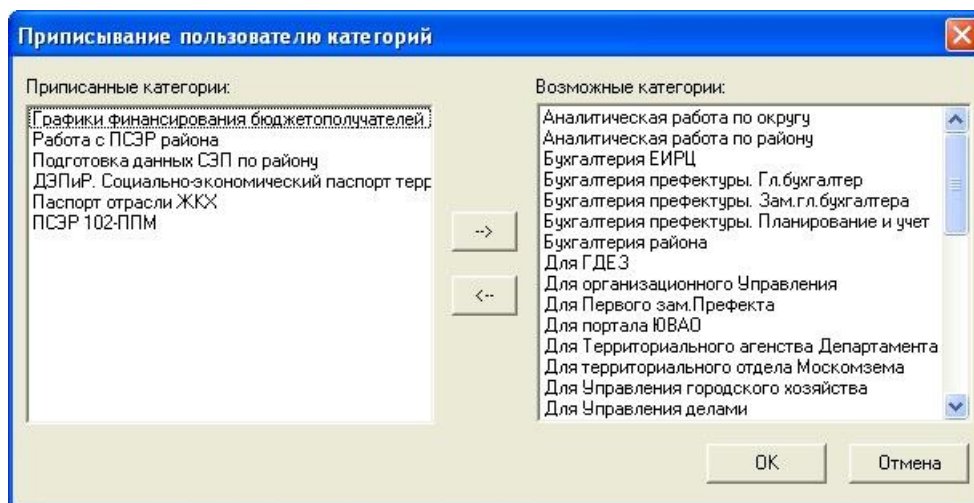 Приписывание пользователю категорий
Приписанные категории:
Графики финансирования бюджетополучателей
Работа с ПСЭР района
Подготовка данных СЭП по району
ДЭПиР. Социально-экономический паспорт терр
Паспорт отрасли ЖКХ
ПСЭР 102-ППМ
-->
<--
Возможные категории:
Аналитическая работа по округу
Аналитическая работа по району
Бухгалтерия ЕИРЦ
Бухгалтерия префектуры. Гл.бухгалтер
Бухгалтерия префектуры. Зам.гл.бухгалтера
Бухгалтерия префектуры. Планирование и учет
Бухгалтерия района
Для ГДЕЗ
Для организационного Управления
Для Первого зам.Префекта
Для портала ЮВАО
Для Территориального агенства Департамента
Для территориального отдела Москомзема
Для Управления городского хозяйства
Для Управления делами
OK
Отмена